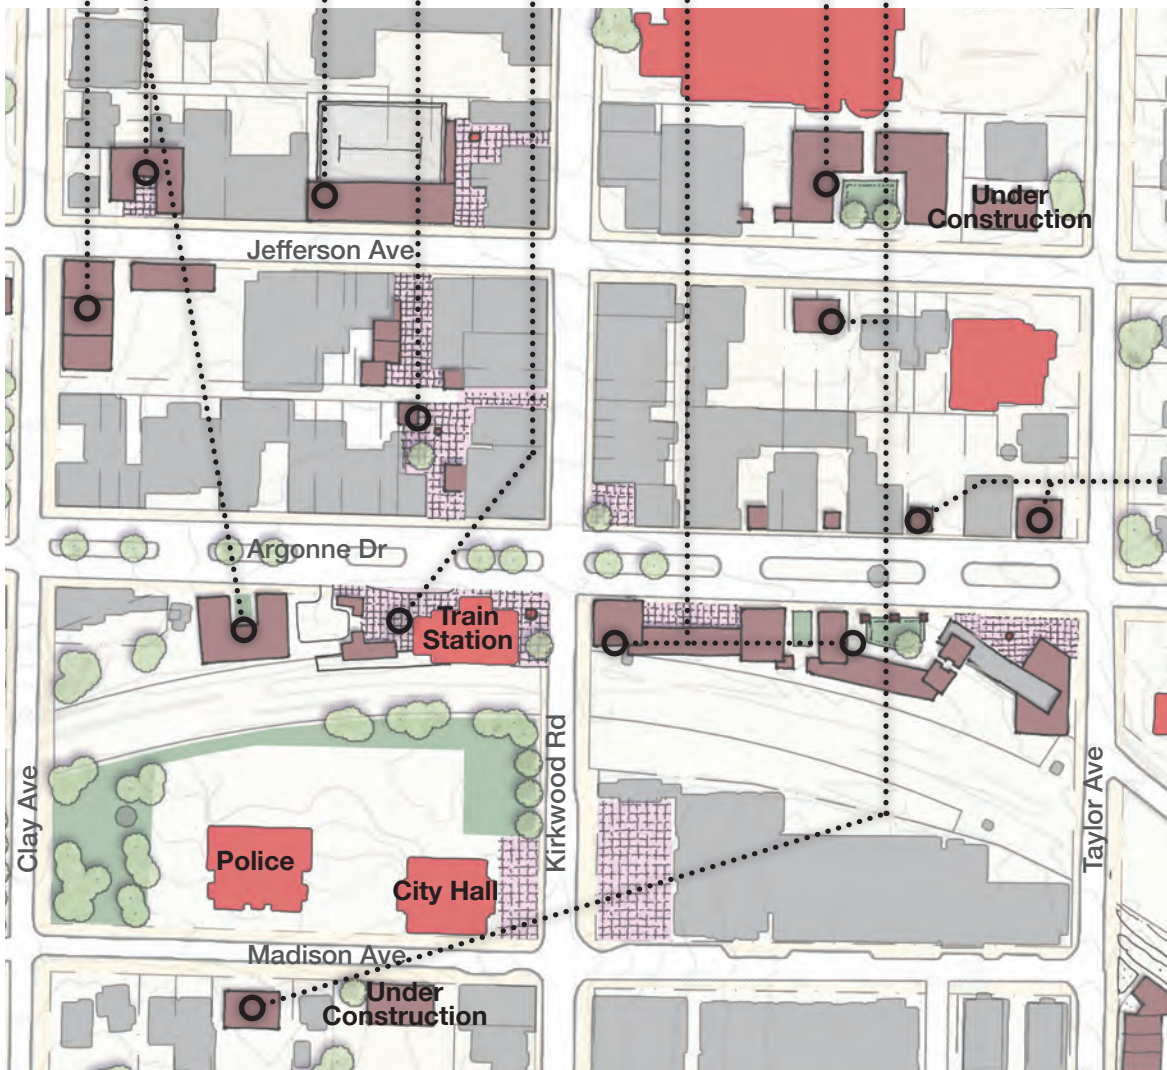 Under
Construction
Jefferson Ave
Argonne Dr
Train
Station
Clay Ave
Kirkwood Rd
Taylor Ave
Police
City Hall
Madison Ave
Under
Construction